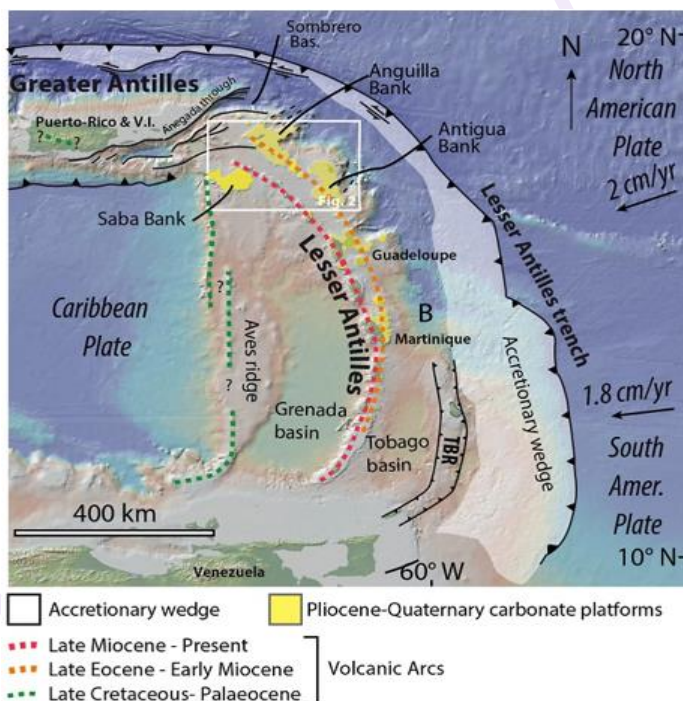 Sombrero
Bas.
20° N
N
North
American
Plate
2 cm/yr
Greater Antilles
Anguilla
Bank
Puerto-Rico & V.I.
Anegada through
? ?
Antigua
Bank
Fig. 2
Saba Bank
Lesser Antilles trench
Guadeloupe
Lesser
Antilles
Caribbean
Plate
?
Aves ridge
?
B
Martinique
Accretionary wedge
1.8 cm/yr
Grenada
basin
Tobago
basin
TBR
South
Amer.
Plate
400 km
10° N
60° W
Venezuela
Accretionary wedge
Pliocene-Quaternary carbonate platforms
Late Miocene - Present
Late Eocene - Early Miocene
Late Cretaceous- Palaeocene
Volcanic Arcs